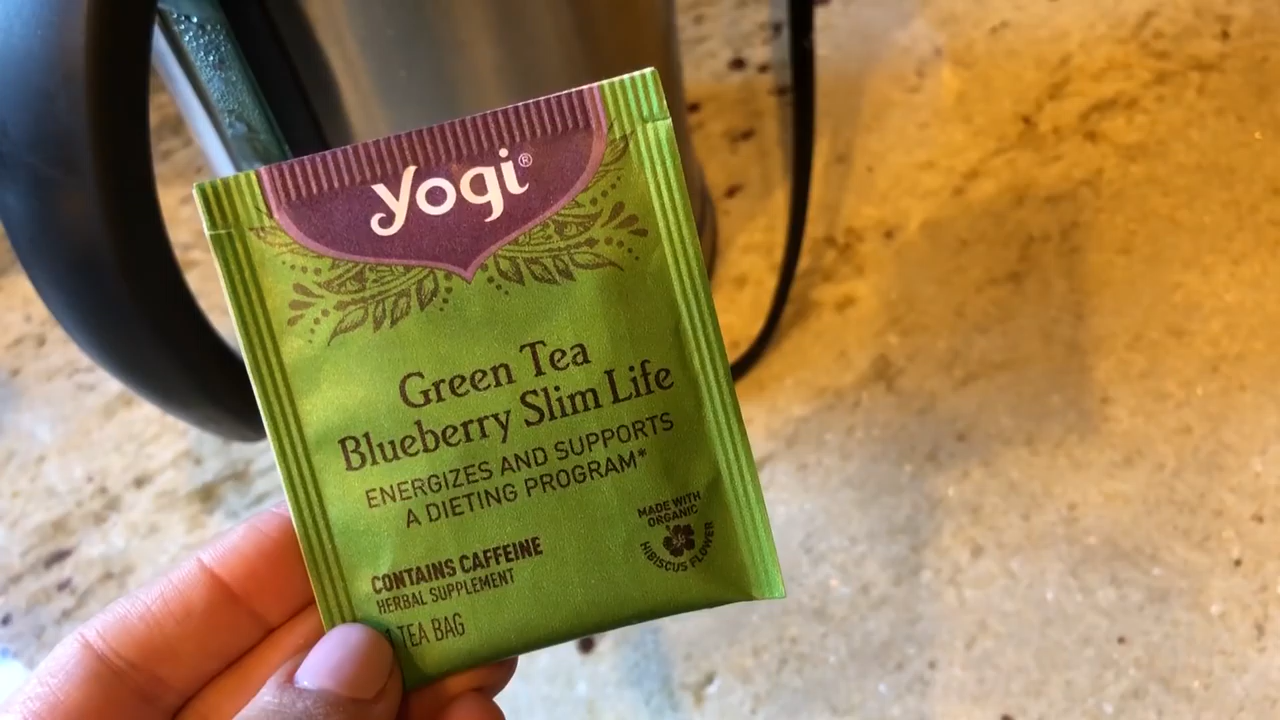 yogi®
Green Tea
Blueberry Slim Life
ENERGIZES AND SUPPORTS
A DIETING PROGRAM*
MADE WITH
ORGANIC
HIBISCUS FLOWER
CONTAINS CAFFEINE
HERBAL SUPPLEMENT
TEA BAG